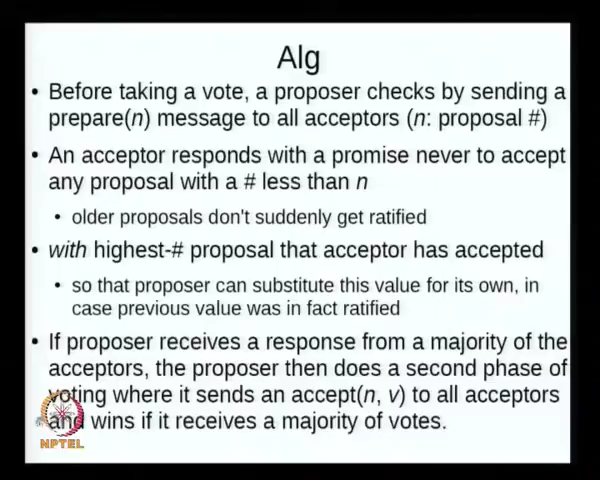 Alg
• Before taking a vote, a proposer checks by sending a
prepare(n) message to all acceptors (n: proposal #)
• An acceptor responds with a promise never to accept
any proposal with a # less than n
• older proposals don't suddenly get ratified
• with highest-# proposal that acceptor has accepted
• so that proposer can substitute this value for its own, in
case previous value was in fact ratified
• If proposer receives a response from a majority of the
acceptors, the proposer then does a second phase of
voting where it sends an accept(n, v) to all acceptors
and wins if it receives a majority of votes.
NPTEL